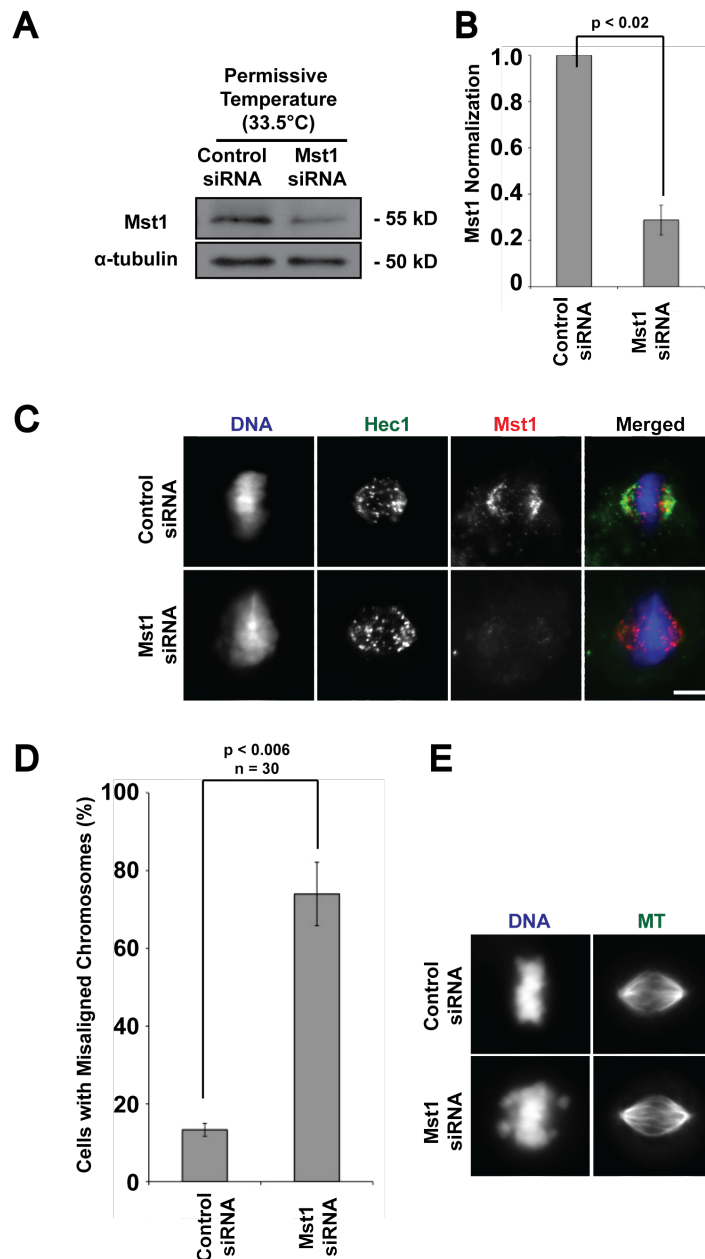 A
Permissive
Temperature
(33.5°C)
Control
siRNA
Mst1
siRNA
Mst1
- 55 kD
α-tubulin
- 50 kD
B
p < 0.02
Mst1 Normalization
1.0
0.8
0.6
0.4
0.2
0
Control
siRNA
Mst1
siRNA
C
DNA
Hec1
Mst1
Merged
Control
siRNA
Mst1
siRNA
D
p < 0.006
n = 30
Cells with Misaligned Chromosomes (%)
100
80
60
40
20
0
Control
siRNA
Mst1
siRNA
E
DNA
MT
Control
siRNA
Mst1
siRNA